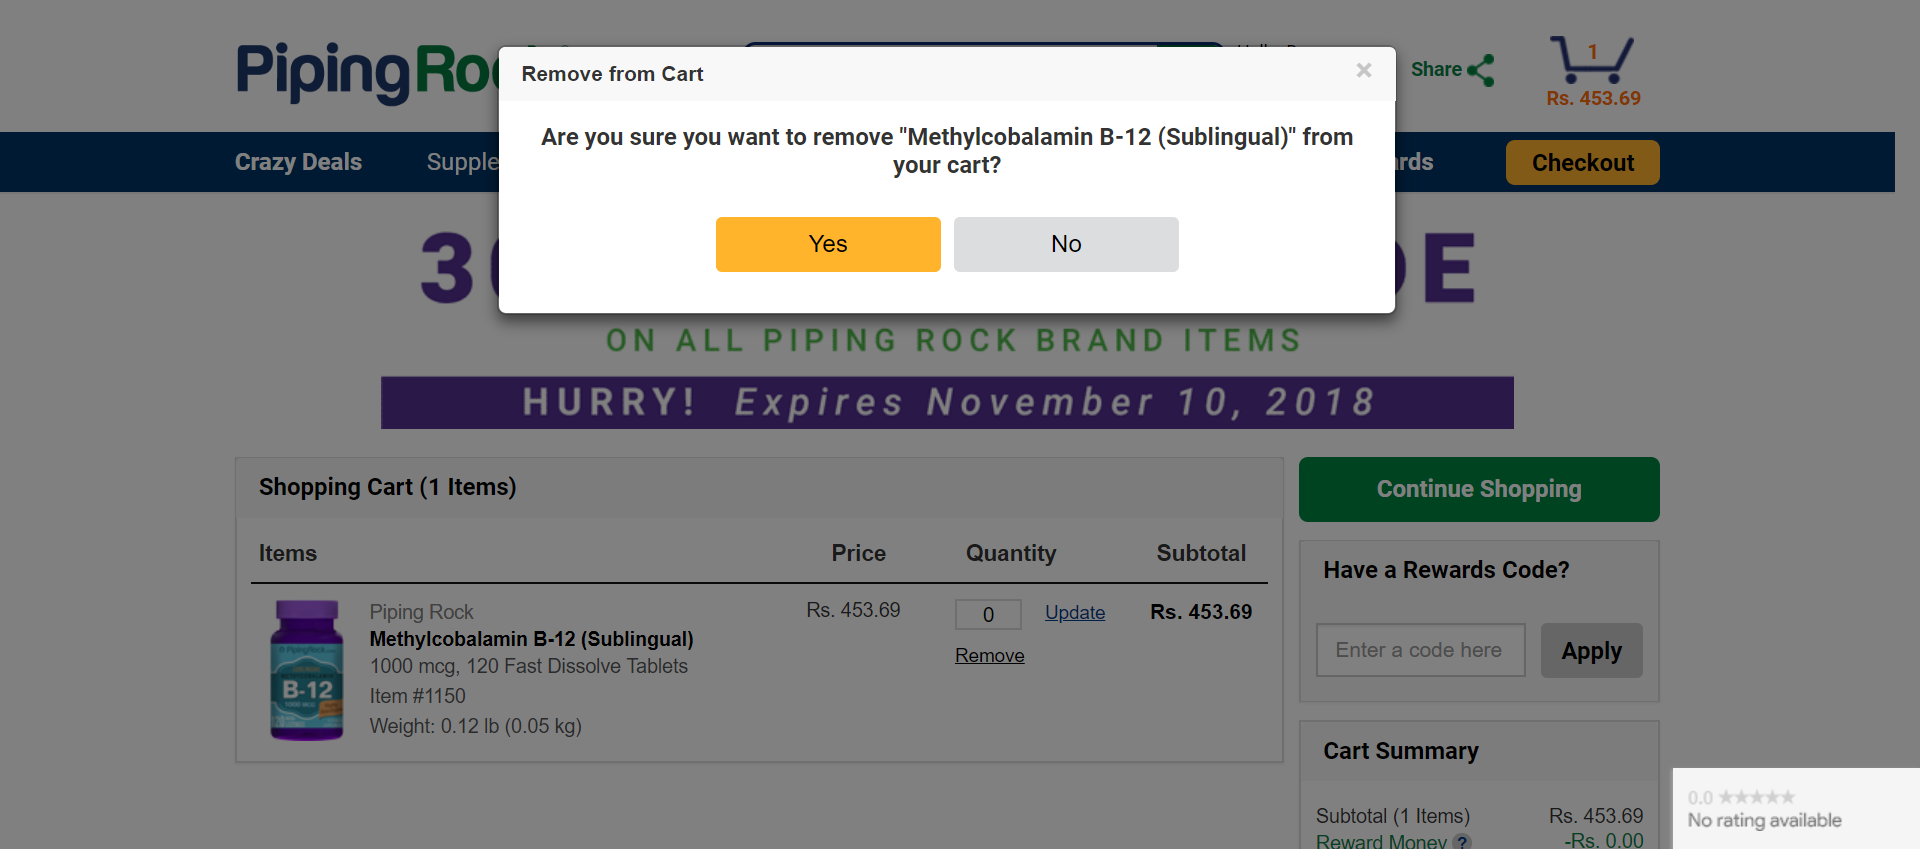 PipingRoc
Share
1
Rs. 453.69
Remove from Cart
×
Are you sure you want to remove "Methylcobalamin B-12 (Sublingual)" from
your cart?
Yes
No
Crazy Deals
Supple
rds
Checkout
3
E
ON ALL PIPING ROCK BRAND ITEMS
HURRY! Expires November 10, 2018
Shopping Cart (1 Items)
Items
Price
Quantity
Subtotal
Piping Rock
Methylcobalamin B-12 (Sublingual)
1000 mcg, 120 Fast Dissolve Tablets
Item #1150
Weight: 0.12 lb (0.05 kg)
B-12
Rs. 453.69
0
Update
Remove
Rs. 453.69
Continue Shopping
Have a Rewards Code?
Enter a code here
Apply
Cart Summary
Subtotal (1 Items)
Rs. 453.69
Reward Money ?
-Rs. 0.00
0.0 ★★★★★
No rating available